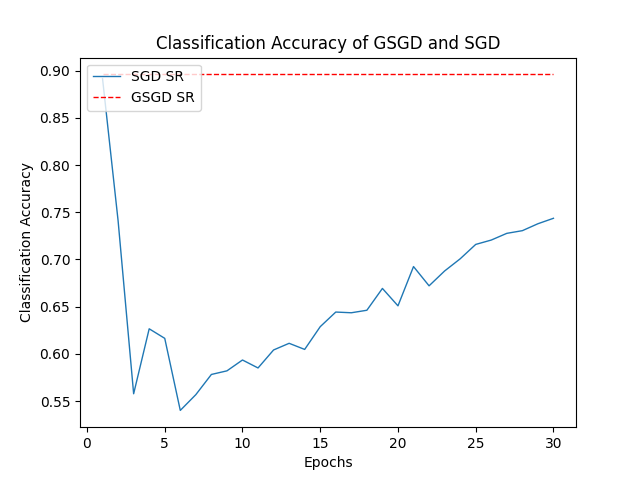 Classification Accuracy of GSGD and SGD
SGD SR
GSGD SR
Classification Accuracy
0.90
0.85
0.80
0.75
0.70
0.65
0.60
0.55
0 5 10 15 20 25 30
Epochs